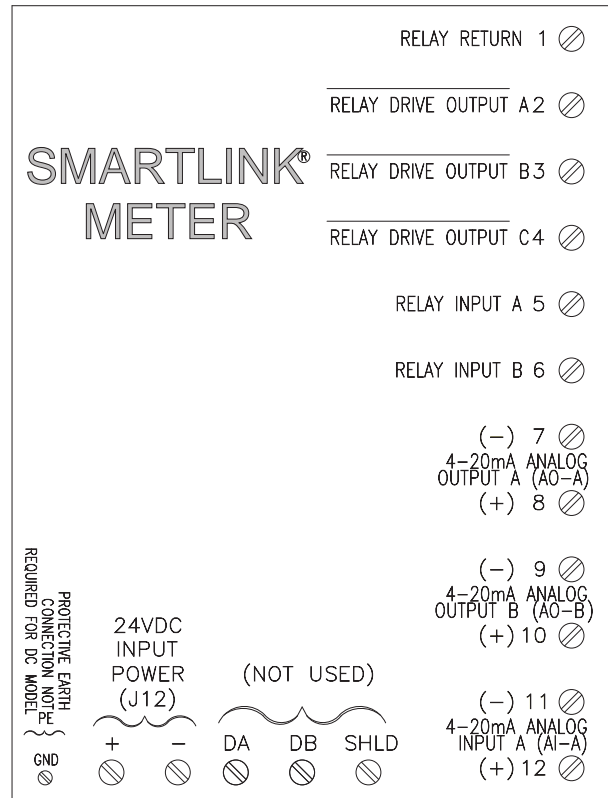 RELAY RETURN 1
RELAY DRIVE OUTPUT A 2
SMARTLINK®
METER
RELAY DRIVE OUTPUT B 3
RELAY DRIVE OUTPUT C 4
RELAY INPUT A 5
RELAY INPUT B 6
(−) 7
4−20mA ANALOG
OUTPUT A (AO−A)
(+) 8
(−) 9
4−20mA ANALOG
OUTPUT B (AO−B)
(+) 10
(−) 11
4−20mA ANALOG
INPUT A (AI−A)
(+) 12
PROTECTIVE EARTH
CONNECTION NOT
REQUIRED FOR DC MODEL
PE
GND
24VDC
INPUT
POWER
(J12)
+ −
(NOT USED)
DA DB SHLD